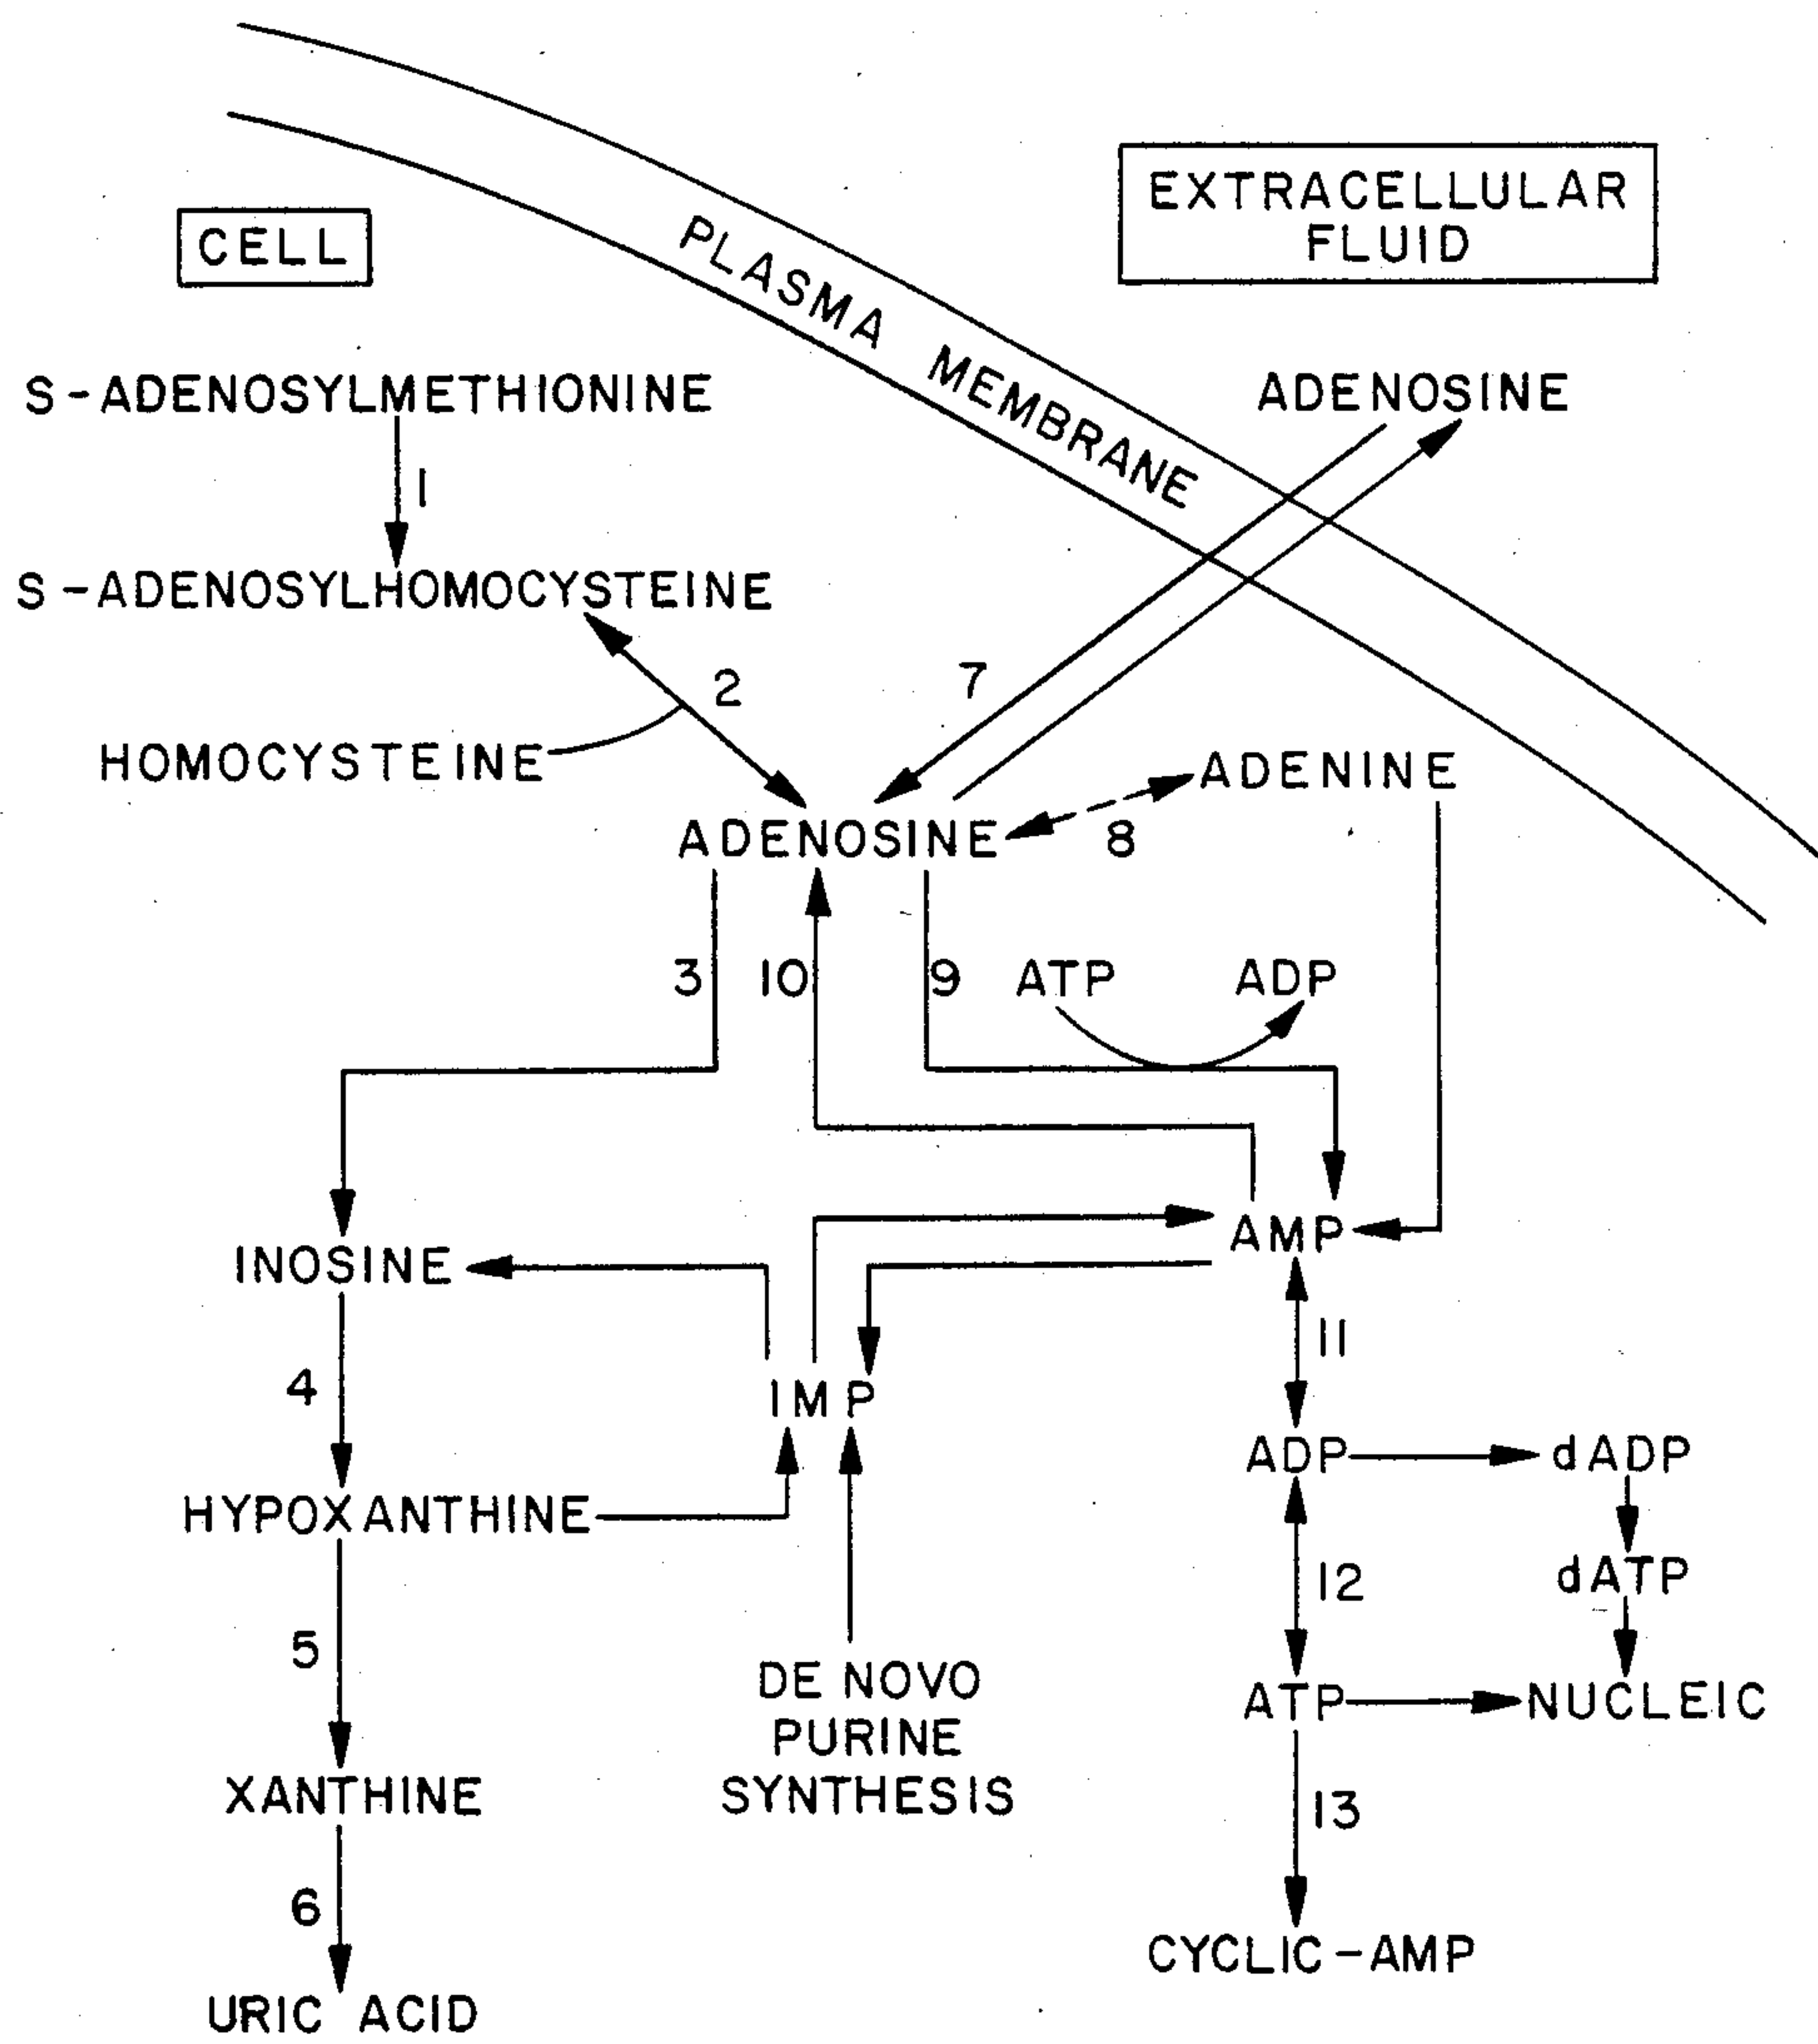 EXTRACELLULAR
FLUID
CELL
PLASMA MEMBRANE
S-ADENOSYLMETHIONINE
ADENOSINE
1
S-ADENOSYLHOMOCYSTEINE
2
7
HOMOCYSTEINE
ADENINE
ADENOSINE
8
3
10
9
ATP
ADP
AMP
INOSINE
11
4
IMP
ADP
dADP
HYPOXANTHINE
12
dATP
5
DE NOVO
PURINE
SYNTHESIS
ATP
NUCLEIC
XANTHINE
13
6
CYCLIC-AMP
URIC ACID